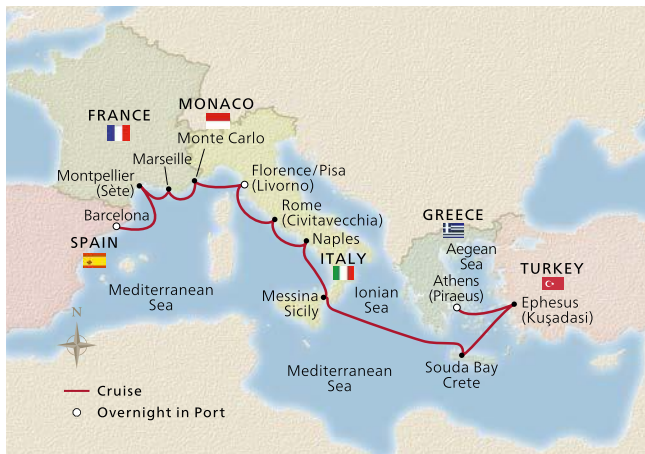 MONACO
FRANCE
Monte Carlo
Marseille
Montpellier
(Sète)
Florence/Pisa
(Livorno)
Rome
(Civitavecchia)
Barcelona
SPAIN
Naples
ITALY
GREECE
Aegean
Sea
TURKEY
Athens
(Piraeus)
Ephesus
(Kuşadasi)
Mediterranean
Sea
Messina
Sicily
Ionian
Sea
N
Mediterranean
Sea
Souda Bay
Crete
Cruise
Overnight in Port